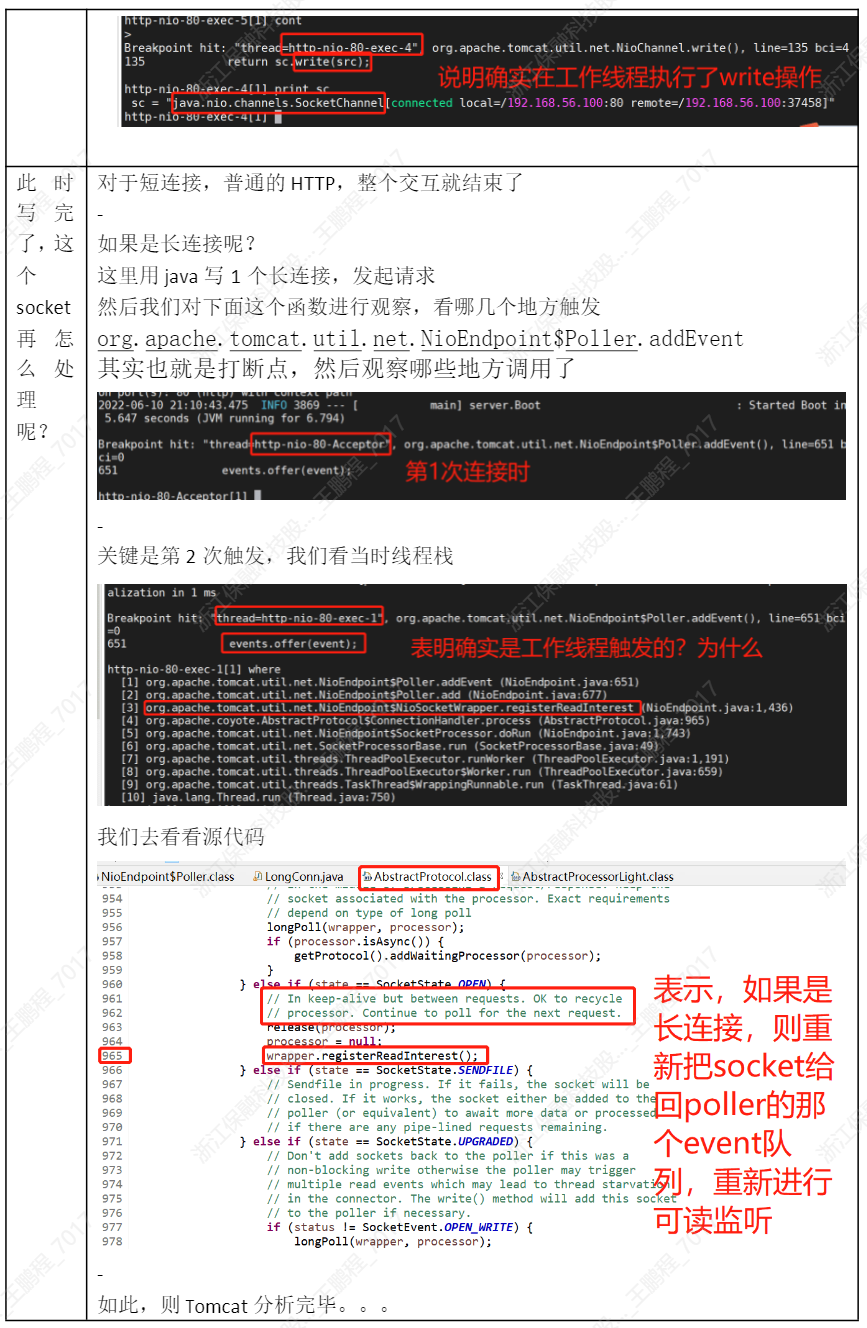 http-nio-80-exec-5[1] cont
>
Breakpoint hit: "thread=http-nio-80-exec-4", org.apache.tomcat.util.net.NioChannel.write(), line=135 bci=4
135 return sc.write(src);
说明确实在工作线程执行了write操作
http-nio-80-exec-4[1] print sc
sc = "java.nio.channels.SocketChannel[connected local=/192.168.56.100:80 remote=/192.168.56.100:37458]"
http-nio-80-exec-4[1]
此时
写完
了,这
个
socket
再怎
么处
理
呢?
对于短连接，普通的 HTTP，整个交互就结束了
-
如果是长连接呢?
这里用 java 写 1 个长连接，发起请求
然后我们对下面这个函数进行观察，看哪几个地方触发
org.apache.tomcat.util.net.NioEndpoint$Poller.addEvent
其实也就是打断点，然后观察哪些地方调用了
on port(s): 80 (http) with context path
2022-06-10 21:10:43.475 INFO 3869 --- [ main] server.Boot : Started Boot in
5.647 seconds (JVM running for 6.794)
Breakpoint hit: "thread=http-nio-80-Acceptor", org.apache.tomcat.util.net.NioEndpoint$Poller.addEvent(), line=651 b
ci=0
651 events.offer(event);
第1次连接时
http-nio-80-Acceptor[1]
-
关键是第 2 次触发，我们看当时线程栈
alization in 1 ms
Breakpoint hit: "thread=http-nio-80-exec-1", org.apache.tomcat.util.net.NioEndpoint$Poller.addEvent(), line=651 bci
=0
651 events.offer(event);
表明确实是工作线程触发的？为什么
http-nio-80-exec-1[1] where
[1] org.apache.tomcat.util.net.NioEndpoint$Poller.addEvent (NioEndpoint.java:651)
[2] org.apache.tomcat.util.net.NioEndpoint$Poller.add (NioEndpoint.java:677)
[3] org.apache.tomcat.util.net.NioEndpoint$NioSocketWrapper.registerReadInterest (NioEndpoint.java:1,436)
[4] org.apache.coyote.AbstractProtocol$ConnectionHandler.process (AbstractProtocol.java:965)
[5] org.apache.tomcat.util.net.NioEndpoint$SocketProcessor.doRun (NioEndpoint.java:1,743)
[6] org.apache.tomcat.util.net.SocketProcessorBase.run (SocketProcessorBase.java:49)
[7] org.apache.tomcat.util.threads.ThreadPoolExecutor.runWorker (ThreadPoolExecutor.java:1,191)
[8] org.apache.tomcat.util.threads.ThreadPoolExecutor$Worker.run (ThreadPoolExecutor.java:659)
[9] org.apache.tomcat.util.threads.TaskThread$WrappingRunnable.run (TaskThread.java:61)
[10] java.lang.Thread.run (Thread.java:750)
我们去看看源代码
NioEndpoint$Poller.class LongConn.java AbstractProtocol.class AbstractProcessorLight.class
954 // socket associated with the processor. Exact requirements
955 // depend on type of long poll
956 longPoll(wrapper, processor);
957 if (processor.isAsync()) {
958 getProtocol().addWaitingProcessor(processor);
959 }
960 } else if (state == SocketState.OPEN) {
961 // In keep-alive but between requests. OK to recycle
962 // processor. Continue to poll for the next request.
963 release(processor);
964 processor = null;
965 wrapper.registerReadInterest();
966 } else if (state == SocketState.SENDFILE) {
967 // Sendfile in progress. If it fails, the socket will be
968 // closed. If it works, the socket either be added to the
969 // poller (or equivalent) to await more data or processed
970 // if there are any pipe-lined requests remaining.
971 } else if (state == SocketState.UPGRADED) {
972 // Don't add sockets back to the poller if this was a
973 // non-blocking write otherwise the poller may trigger
974 // multiple read events which may lead to thread starvation
975 // in the connector. The write() method will add this socket
976 // to the poller if necessary.
977 if (status != SocketEvent.OPEN_WRITE) {
978 longPoll(wrapper, processor);
表示，如果是
长连接，则重
新把socket给
回poller的那
个event队
列，重新进行
可读监听
-
如此，则 Tomcat 分析完毕。。。